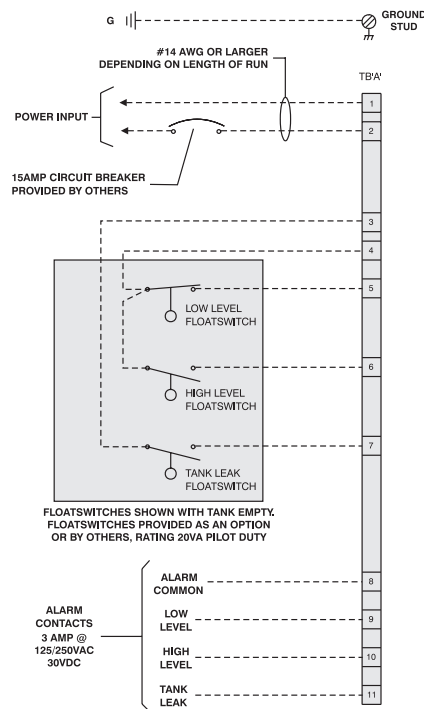 G
GROUND
STUD
#14 AWG OR LARGER
DEPENDING ON LENGTH OF RUN
TB'A'
1
POWER INPUT
2
15AMP CIRCUIT BREAKER
PROVIDED BY OTHERS
3
4
5
LOW LEVEL
FLOATSWITCH
6
HIGH LEVEL
FLOATSWITCH
7
TANK LEAK
FLOATSWITCH
FLOATSWITCHES SHOWN WITH TANK EMPTY.
FLOATSWITCHES PROVIDED AS AN OPTION
OR BY OTHERS, RATING 20VA PILOT DUTY
ALARM
COMMON
8
ALARM
CONTACTS
3 AMP @
125/250VAC
30VDC
LOW
LEVEL
9
HIGH
LEVEL
10
TANK
LEAK
11